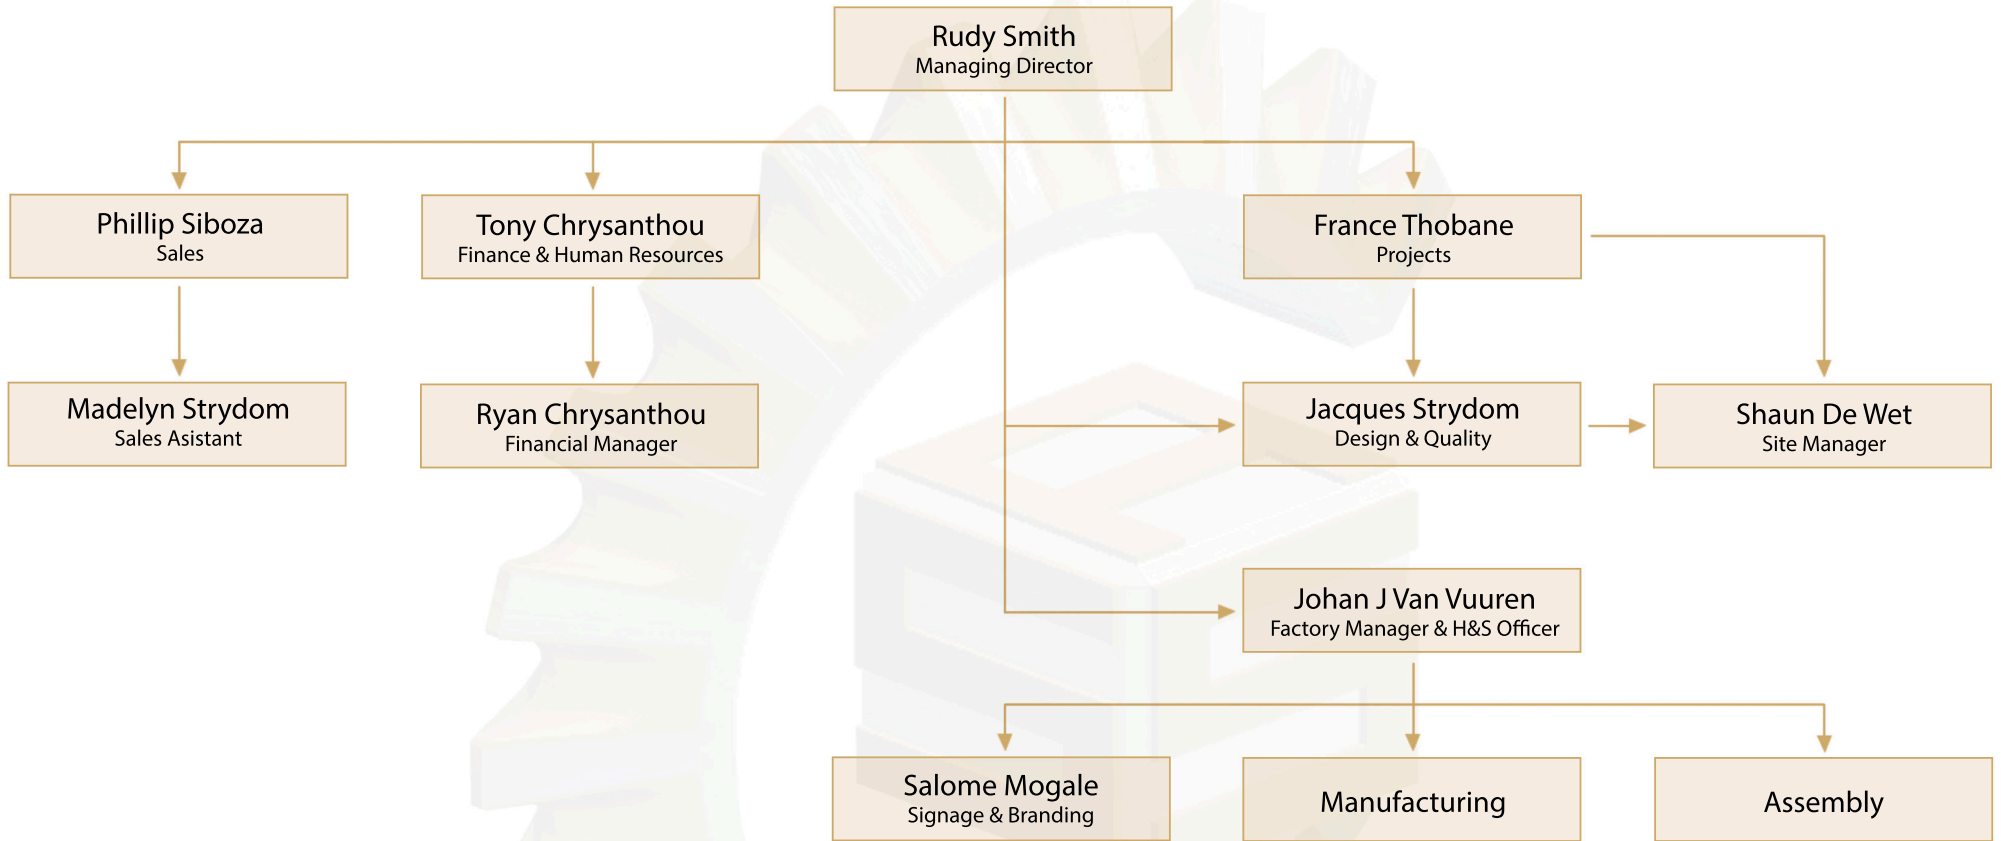 Rudy Smith
Managing Director
Phillip Siboza
Sales
Tony Chrysanthou
Finance & Human Resources
France Thobane
Projects
Madelyn Strydom
Sales Asistant
Ryan Chrysanthou
Financial Manager
Jacques Strydom
Design & Quality
Shaun De Wet
Site Manager
Johan J Van Vuuren
Factory Manager & H&S Officer
Salome Mogale
Signage & Branding
Manufacturing
Assembly